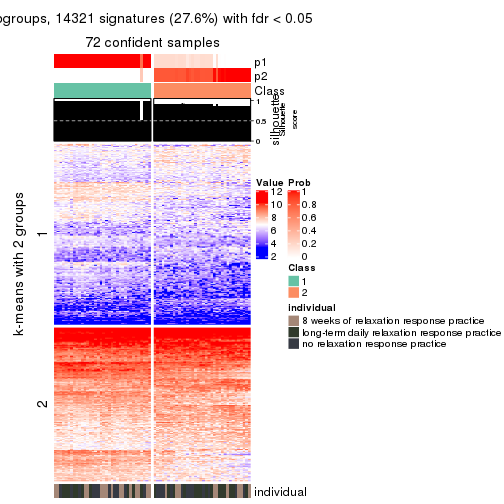 ogroups, 14321 signatures (27.6%) with fdr < 0.05
72 confident samples
p1
p2
Class
1
0.5
0
silhouette
Silhouette
score
k-means with 2 groups
1
2
Value
12
10
8
6
4
2
Prob
1
0.8
0.6
0.4
0.2
0
Class
1
2
individual
8 weeks of relaxation response practice
long-term daily relaxation response practice
no relaxation response practice
individual